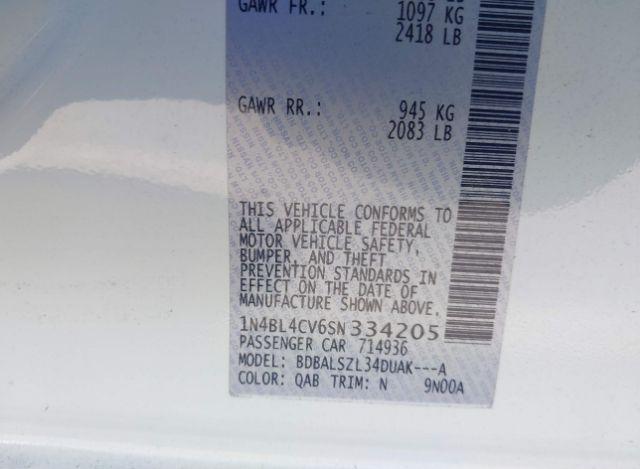 GAWR FR.: 1097 KG
2418 LB
GAWR RR.: 945 KG
2083 LB
THIS VEHICLE CONFORMS TO
ALL APPLICABLE FEDERAL
MOTOR VEHICLE SAFETY,
BUMPER, AND THEFT
PREVENTION STANDARDS IN
EFFECT ON THE DATE OF
MANUFACTURE SHOWN ABOVE.
1N4BL4CV6SN334205
PASSENGER CAR 714936
MODEL: BDBALSZL34DUAK---A
COLOR: QAB TRIM: N 9N00A